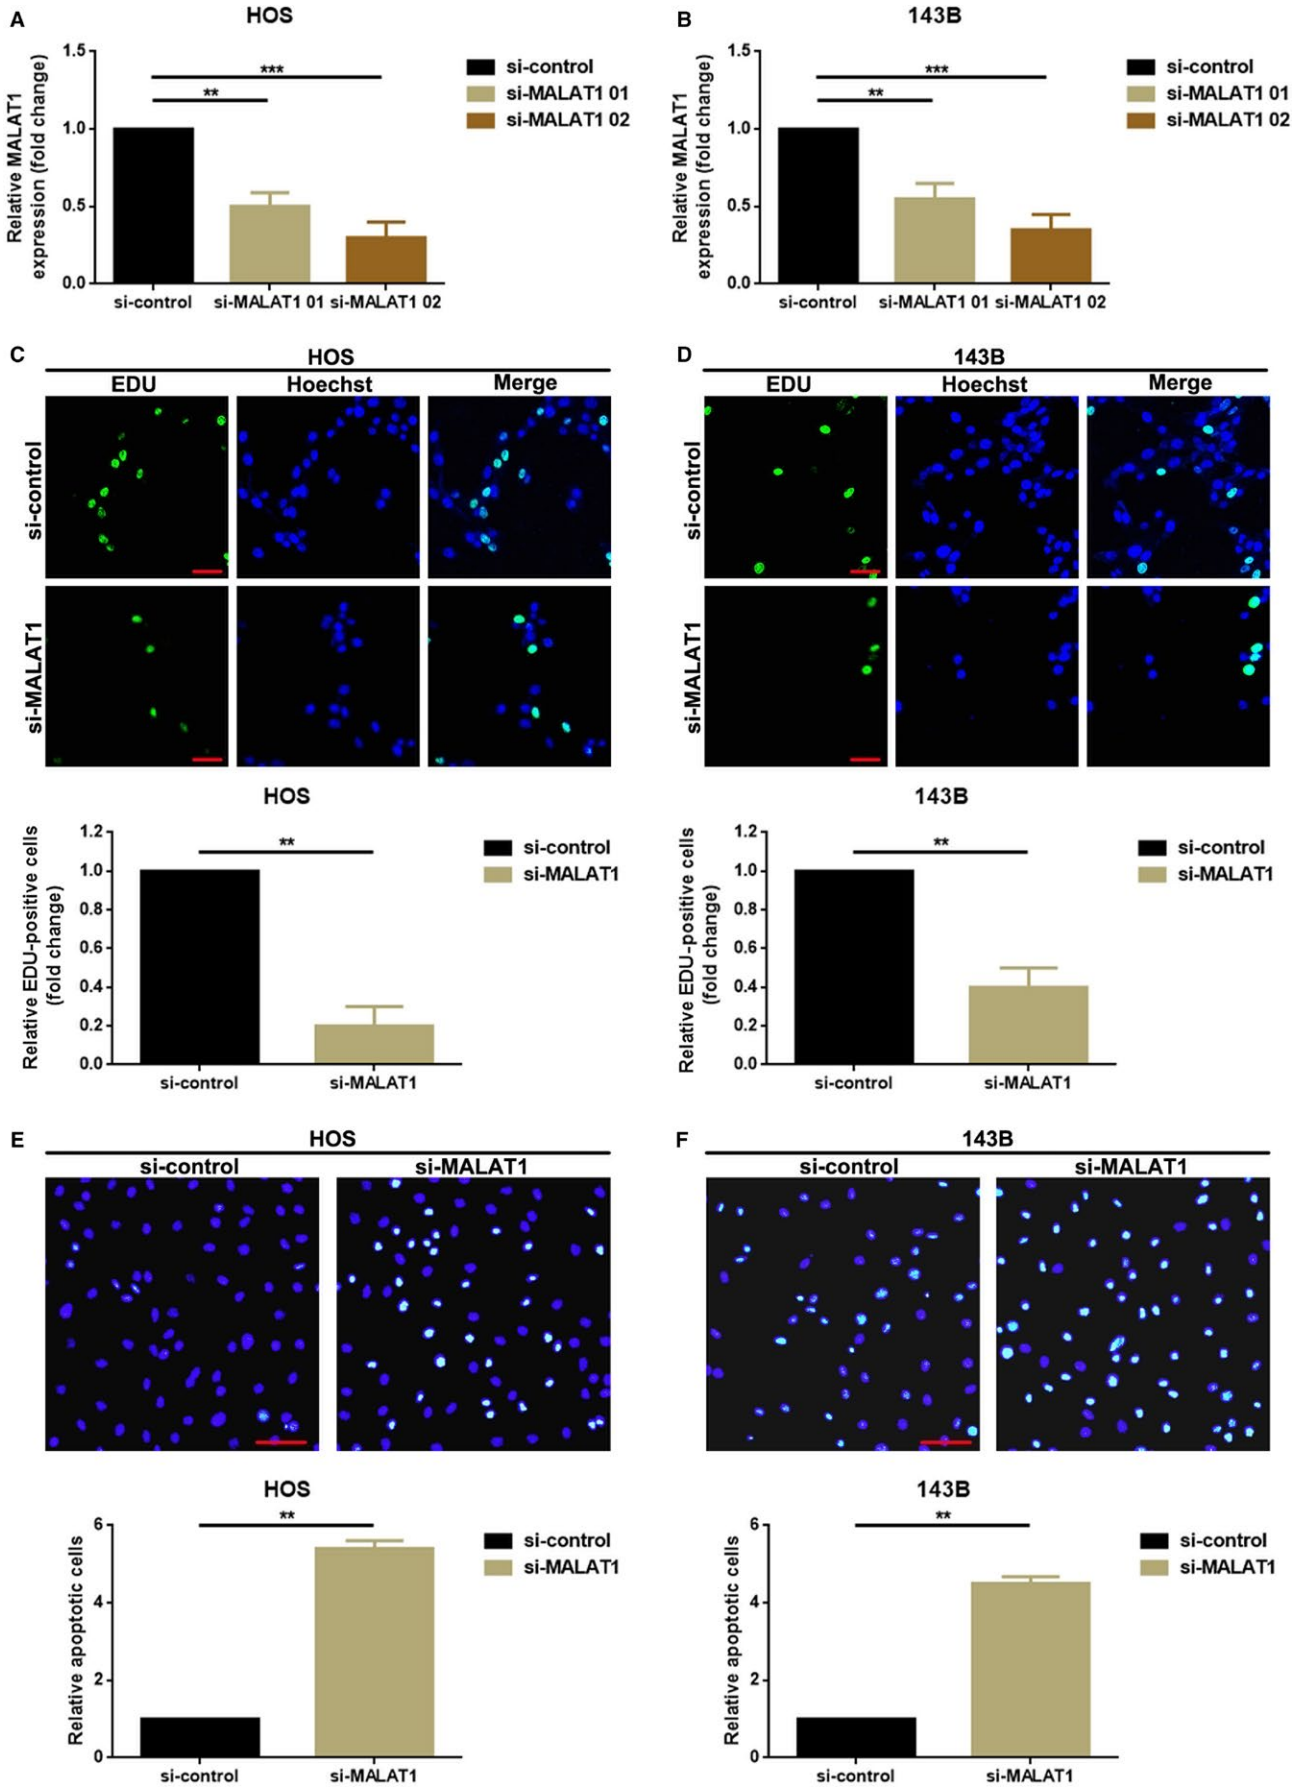 A
HOS
Relative MALAT1
expression (fold change)
1.5
1.0
0.5
0.0
***
**
si-control
si-MALAT1 01
si-MALAT1 02
si-control
si-MALAT1 01
si-MALAT1 02
B
143B
Relative MALAT1
expression (fold change)
1.5
1.0
0.5
0.0
***
**
si-control
si-MALAT1 01
si-MALAT1 02
si-control
si-MALAT1 01
si-MALAT1 02
C
HOS
EDU
Hoechst
Merge
si-control
si-MALAT1
HOS
Relative EDU-positive cells
(fold change)
1.2
1.0
0.8
0.6
0.4
0.2
0.0
**
si-control
si-MALAT1
si-control
si-MALAT1
D
143B
EDU
Hoechst
Merge
si-control
si-MALAT1
143B
Relative EDU-positive cells
(fold change)
1.2
1.0
0.8
0.6
0.4
0.2
0.0
**
si-control
si-MALAT1
si-control
si-MALAT1
E
HOS
si-control
si-MALAT1
HOS
Relative apoptotic cells
6
4
2
0
**
si-control
si-MALAT1
si-control
si-MALAT1
F
143B
si-control
si-MALAT1
143B
Relative apoptotic cells
6
4
2
0
**
si-control
si-MALAT1
si-control
si-MALAT1